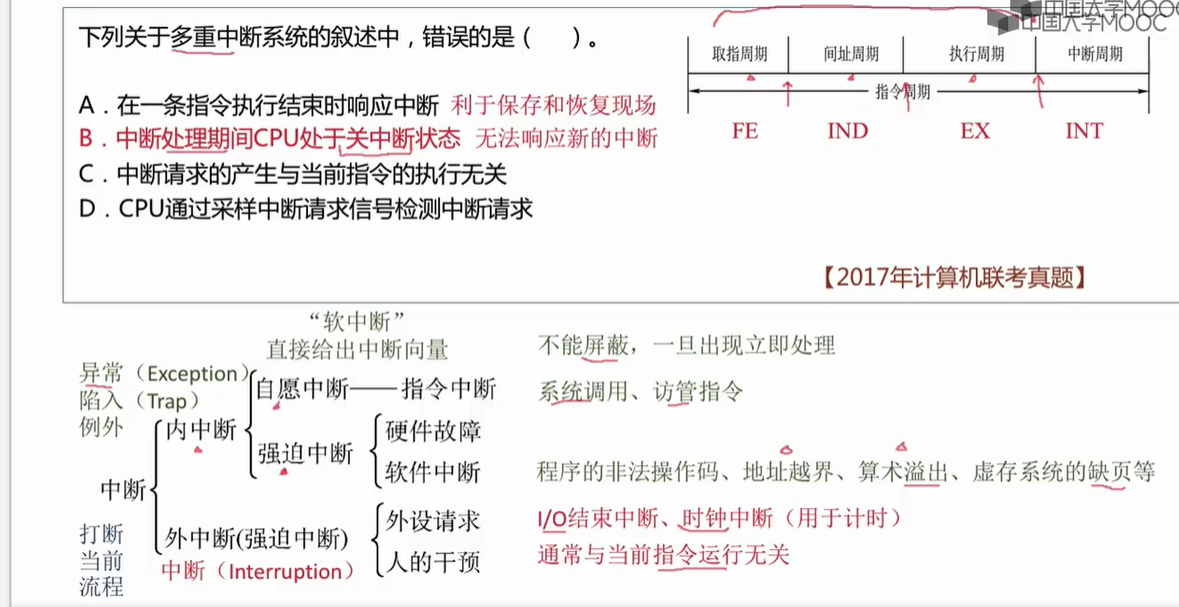 中国大学MOOC
中国大学MOOC
下列关于多重中断系统的叙述中，错误的是（ ）。
A．在一条指令执行结束时响应中断 利于保存和恢复现场
B．中断处理期间CPU处于关中断状态 无法响应新的中断
C．中断请求的产生与当前指令的执行无关
D．CPU通过采样中断请求信号检测中断请求
取指周期 间址周期 执行周期 中断周期
指令周期
FE IND EX INT
【2017年计算机联考真题】
“软中断”
直接给出中断向量
不能屏蔽，一旦出现立即处理
异常（Exception）
陷入（Trap）
例外
自愿中断——指令中断
系统调用、访管指令
内中断
强迫中断
硬件故障
软件中断
程序的非法操作码、地址越界、算术溢出、虚存系统的缺页等
中断
打断
当前
流程
外中断(强迫中断)
中断（Interruption）
外设请求
人的干预
I/O结束中断、时钟中断（用于计时）
通常与当前指令运行无关